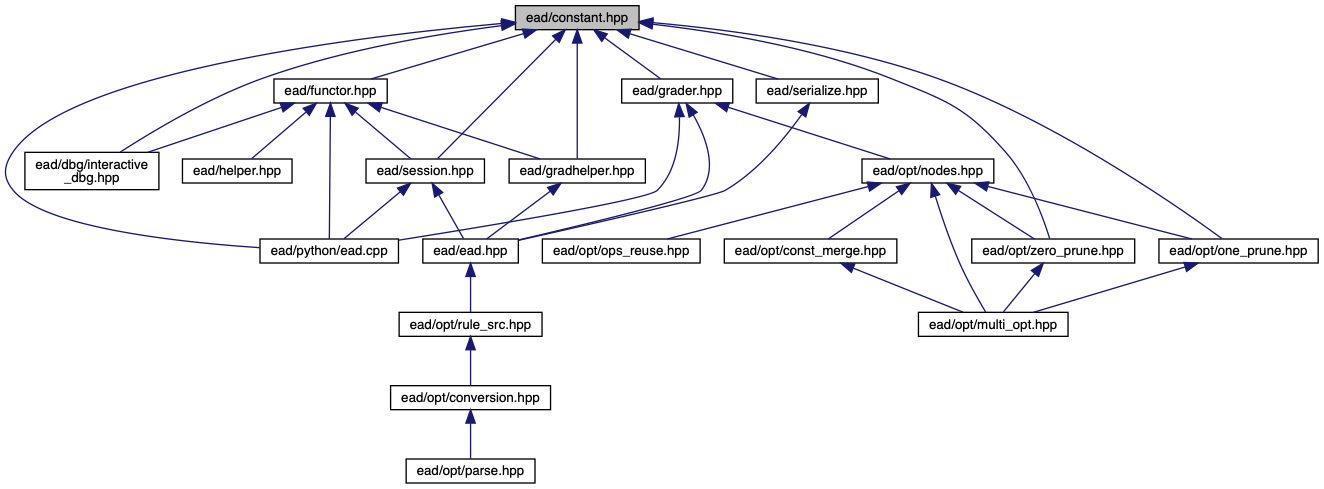 ead/constant.hpp
ead/functor.hpp
ead/grader.hpp
ead/serialize.hpp
ead/dbg/interactive
_dbg.hpp
ead/helper.hpp
ead/session.hpp
ead/gradhelper.hpp
ead/opt/nodes.hpp
ead/python/ead.cpp
ead/ead.hpp
ead/opt/ops_reuse.hpp
ead/opt/const_merge.hpp
ead/opt/zero_prune.hpp
ead/opt/one_prune.hpp
ead/opt/rule_src.hpp
ead/opt/multi_opt.hpp
ead/opt/conversion.hpp
ead/opt/parse.hpp